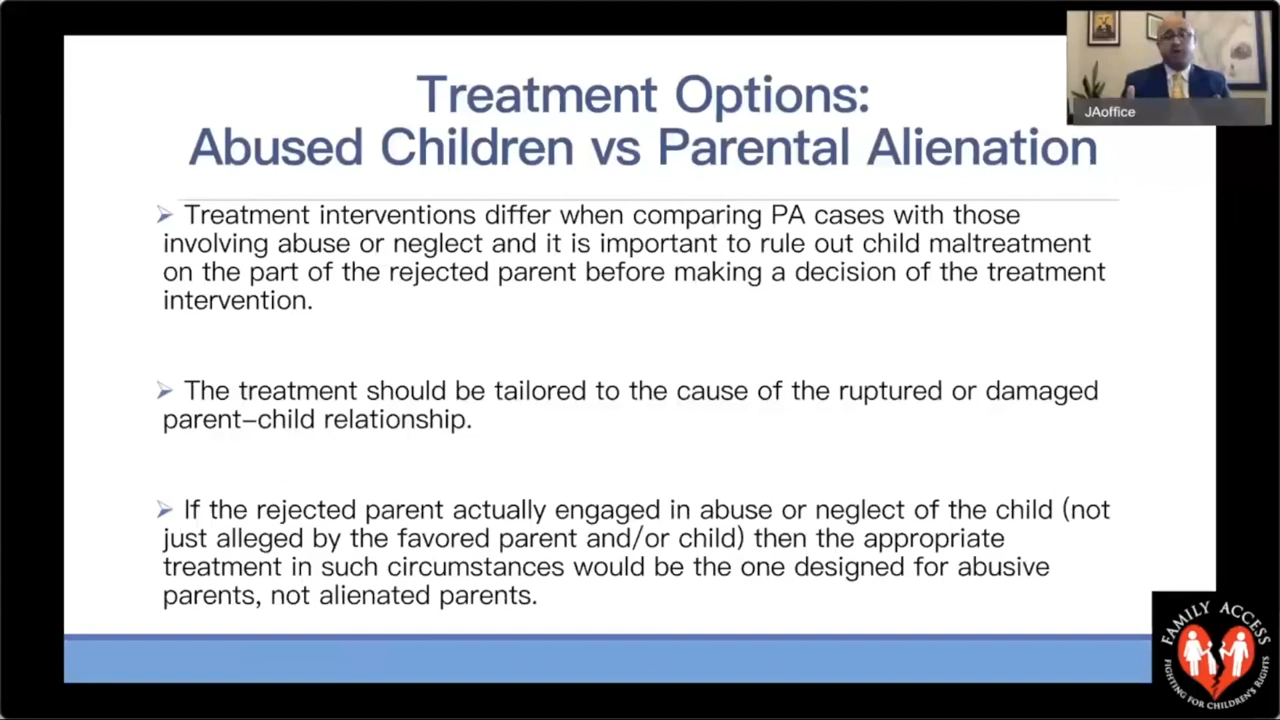 JAoffice
Treatment Options:
Abused Children vs Parental Alienation
➢ Treatment interventions differ when comparing PA cases with those
involving abuse or neglect and it is important to rule out child maltreatment
on the part of the rejected parent before making a decision of the treatment
intervention.
➢ The treatment should be tailored to the cause of the ruptured or damaged
parent–child relationship.
➢ If the rejected parent actually engaged in abuse or neglect of the child (not
just alleged by the favored parent and/or child) then the appropriate
treatment in such circumstances would be the one designed for abusive
parents, not alienated parents.
FAMILY ACCESS
FIGHTING FOR CHILDREN'S RIGHTS